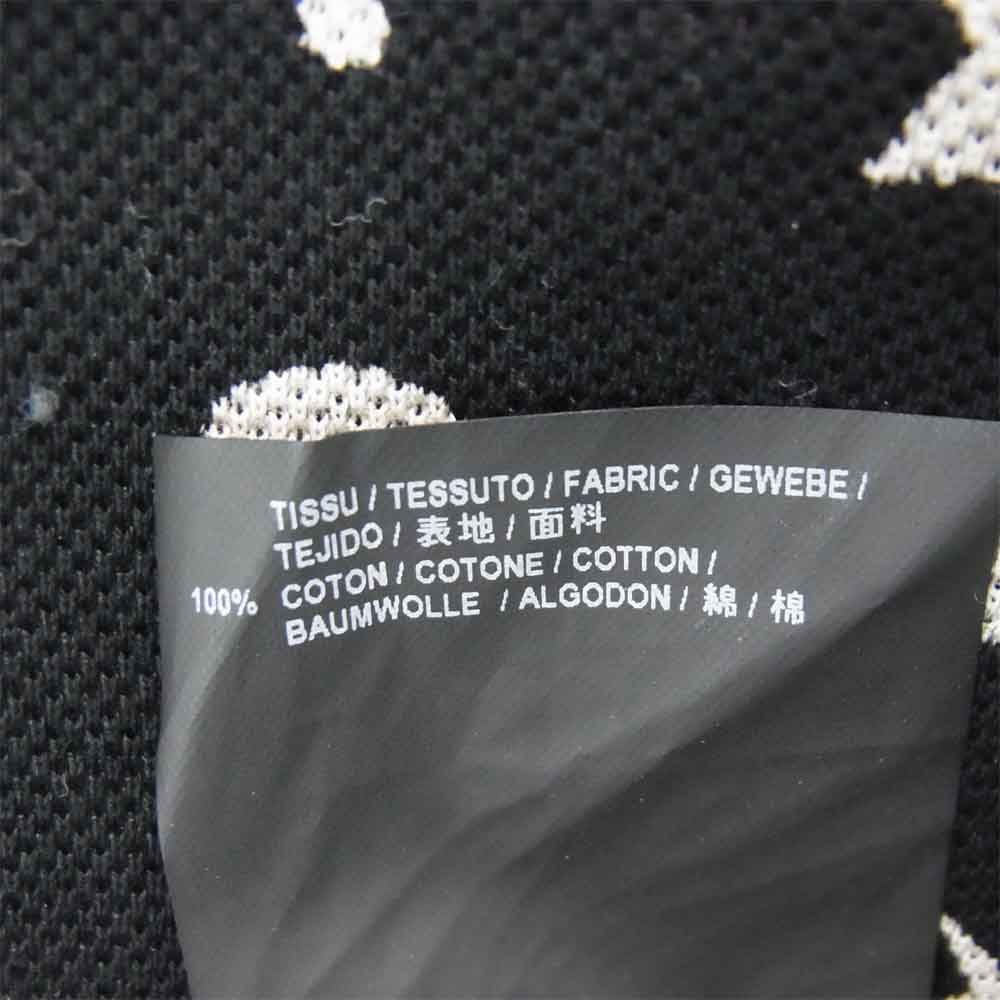 TISSU / TESSUTO / FABRIC / GEWEBE /
TEJIDO / 表地 / 面料
100% COTON / COTONE / COTTON /
BAUMWOLLE / ALGODON / 綿 / 棉